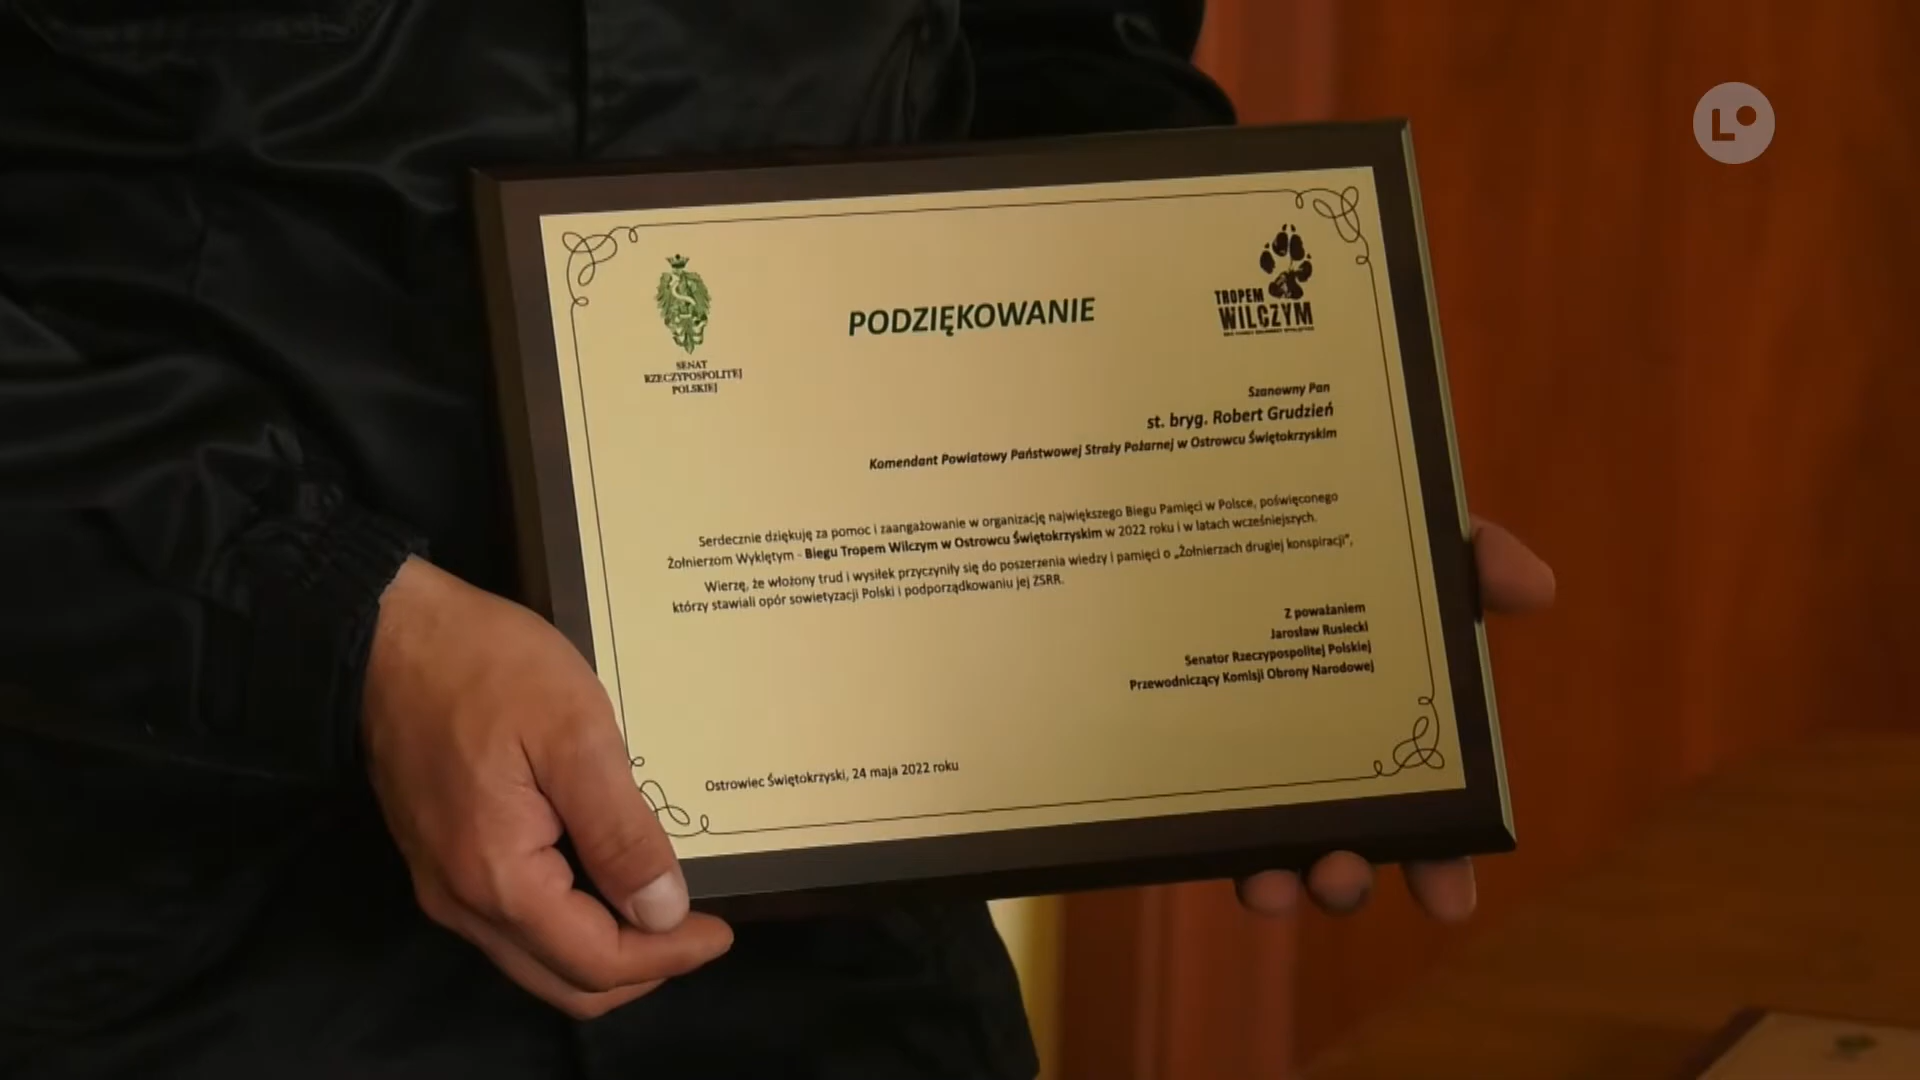 PODZIĘKOWANIE
SENAT
RZECZYPOSPOLITEJ
POLSKIEJ
TROPEM
WILCZYM
Szanowny Pan
st. bryg. Robert Grudzień
Komendant Powiatowy Państwowej Straży Pożarnej w Ostrowcu Świętokrzyskim
Serdecznie dziękuję za pomoc i zaangażowanie w organizację największego Biegu Pamięci w Polsce, poświęconego
Żołnierzom Wyklętym - Biegu Tropem Wilczym w Ostrowcu Świętokrzyskim w 2022 roku i w latach wcześniejszych.
Wierzę, że włożony trud i wysiłek przyczyniły się do poszerzenia wiedzy i pamięci o „Żołnierzach drugiej konspiracji”,
którzy stawiali opór sowietyzacji Polski i podporządkowaniu jej ZSRR.
Z poważaniem
Jarosław Rusiecki
Senator Rzeczypospolitej Polskiej
Przewodniczący Komisji Obrony Narodowej
Ostrowiec Świętokrzyski, 24 maja 2022 roku